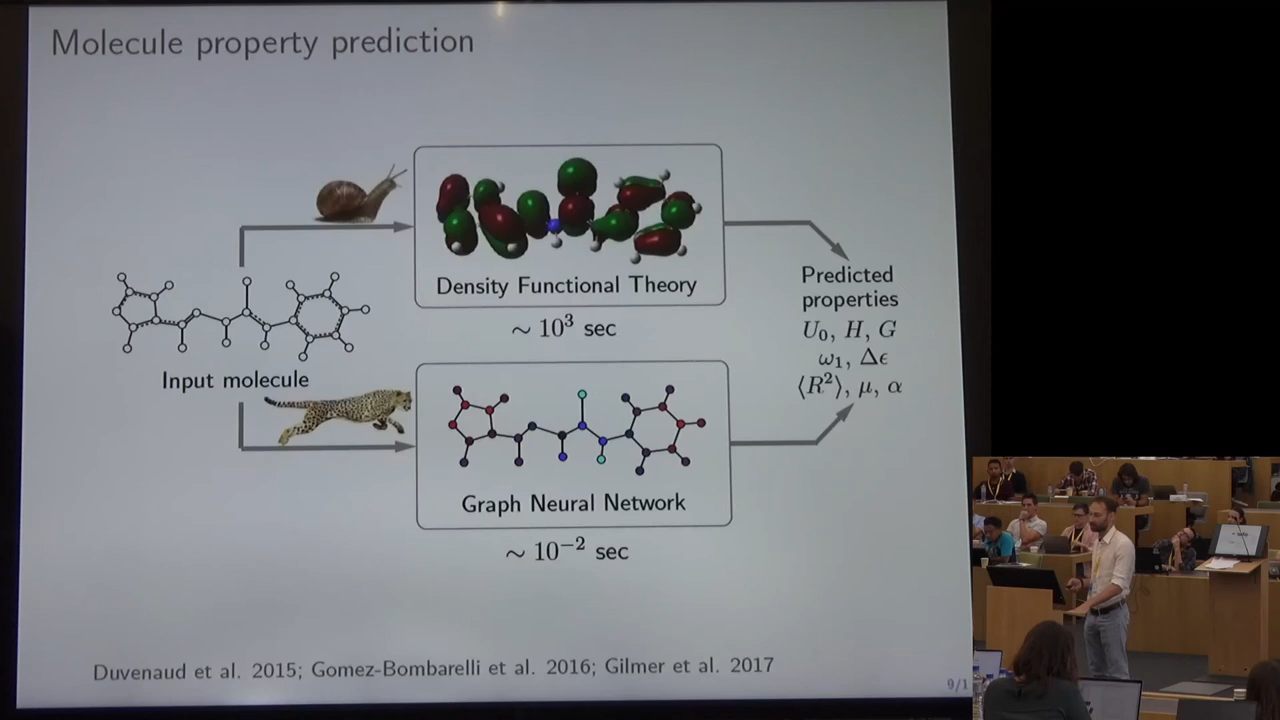 Molecule property prediction
Density Functional Theory
∼ 10³ sec
Input molecule
Graph Neural Network
∼ 10⁻² sec
Predicted
properties
U₀, H, G
ω₁, Δϵ
⟨R²⟩, μ, α
Duvenaud et al. 2015; Gomez-Bombarelli et al. 2016; Gilmer et al. 2017
9/1